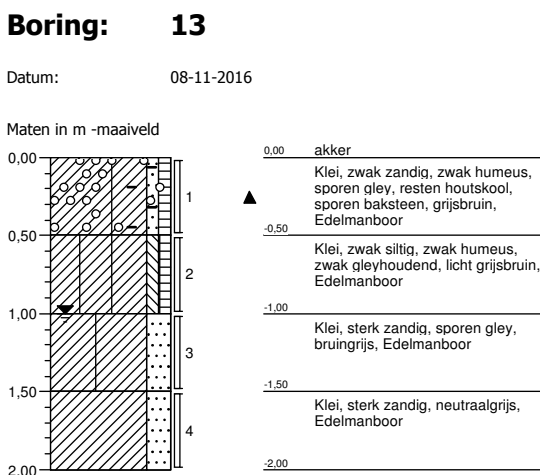 Boring: 13
Datum: 08-11-2016
Maten in m -maaiveld
0,00
0,50
1,00
1,50
2,00
1
2
3
4
0,00 akker
Klei, zwak zandig, zwak humeus,
sporen gley, resten houtskool,
sporen baksteen, grijsbruin,
Edelmanboor
-0,50
Klei, zwak siltig, zwak humeus,
zwak gleyhoudend, licht grijsbruin,
Edelmanboor
-1,00
Klei, sterk zandig, sporen gley,
bruingrijs, Edelmanboor
-1,50
Klei, sterk zandig, neutraalgrijs,
Edelmanboor
-2,00